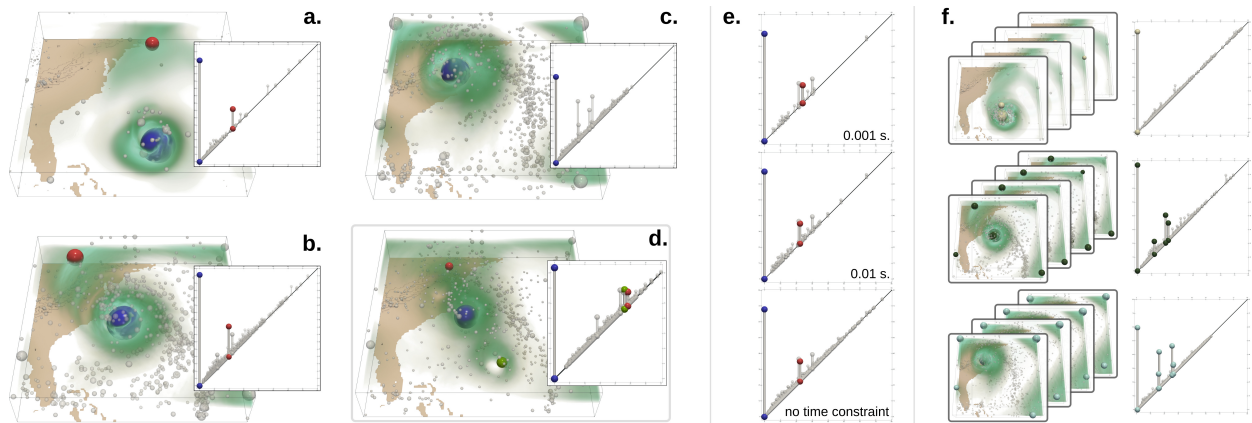 a.
c.
e.
f.
0.001 s.
b.
d.
0.01 s.
no time constraint